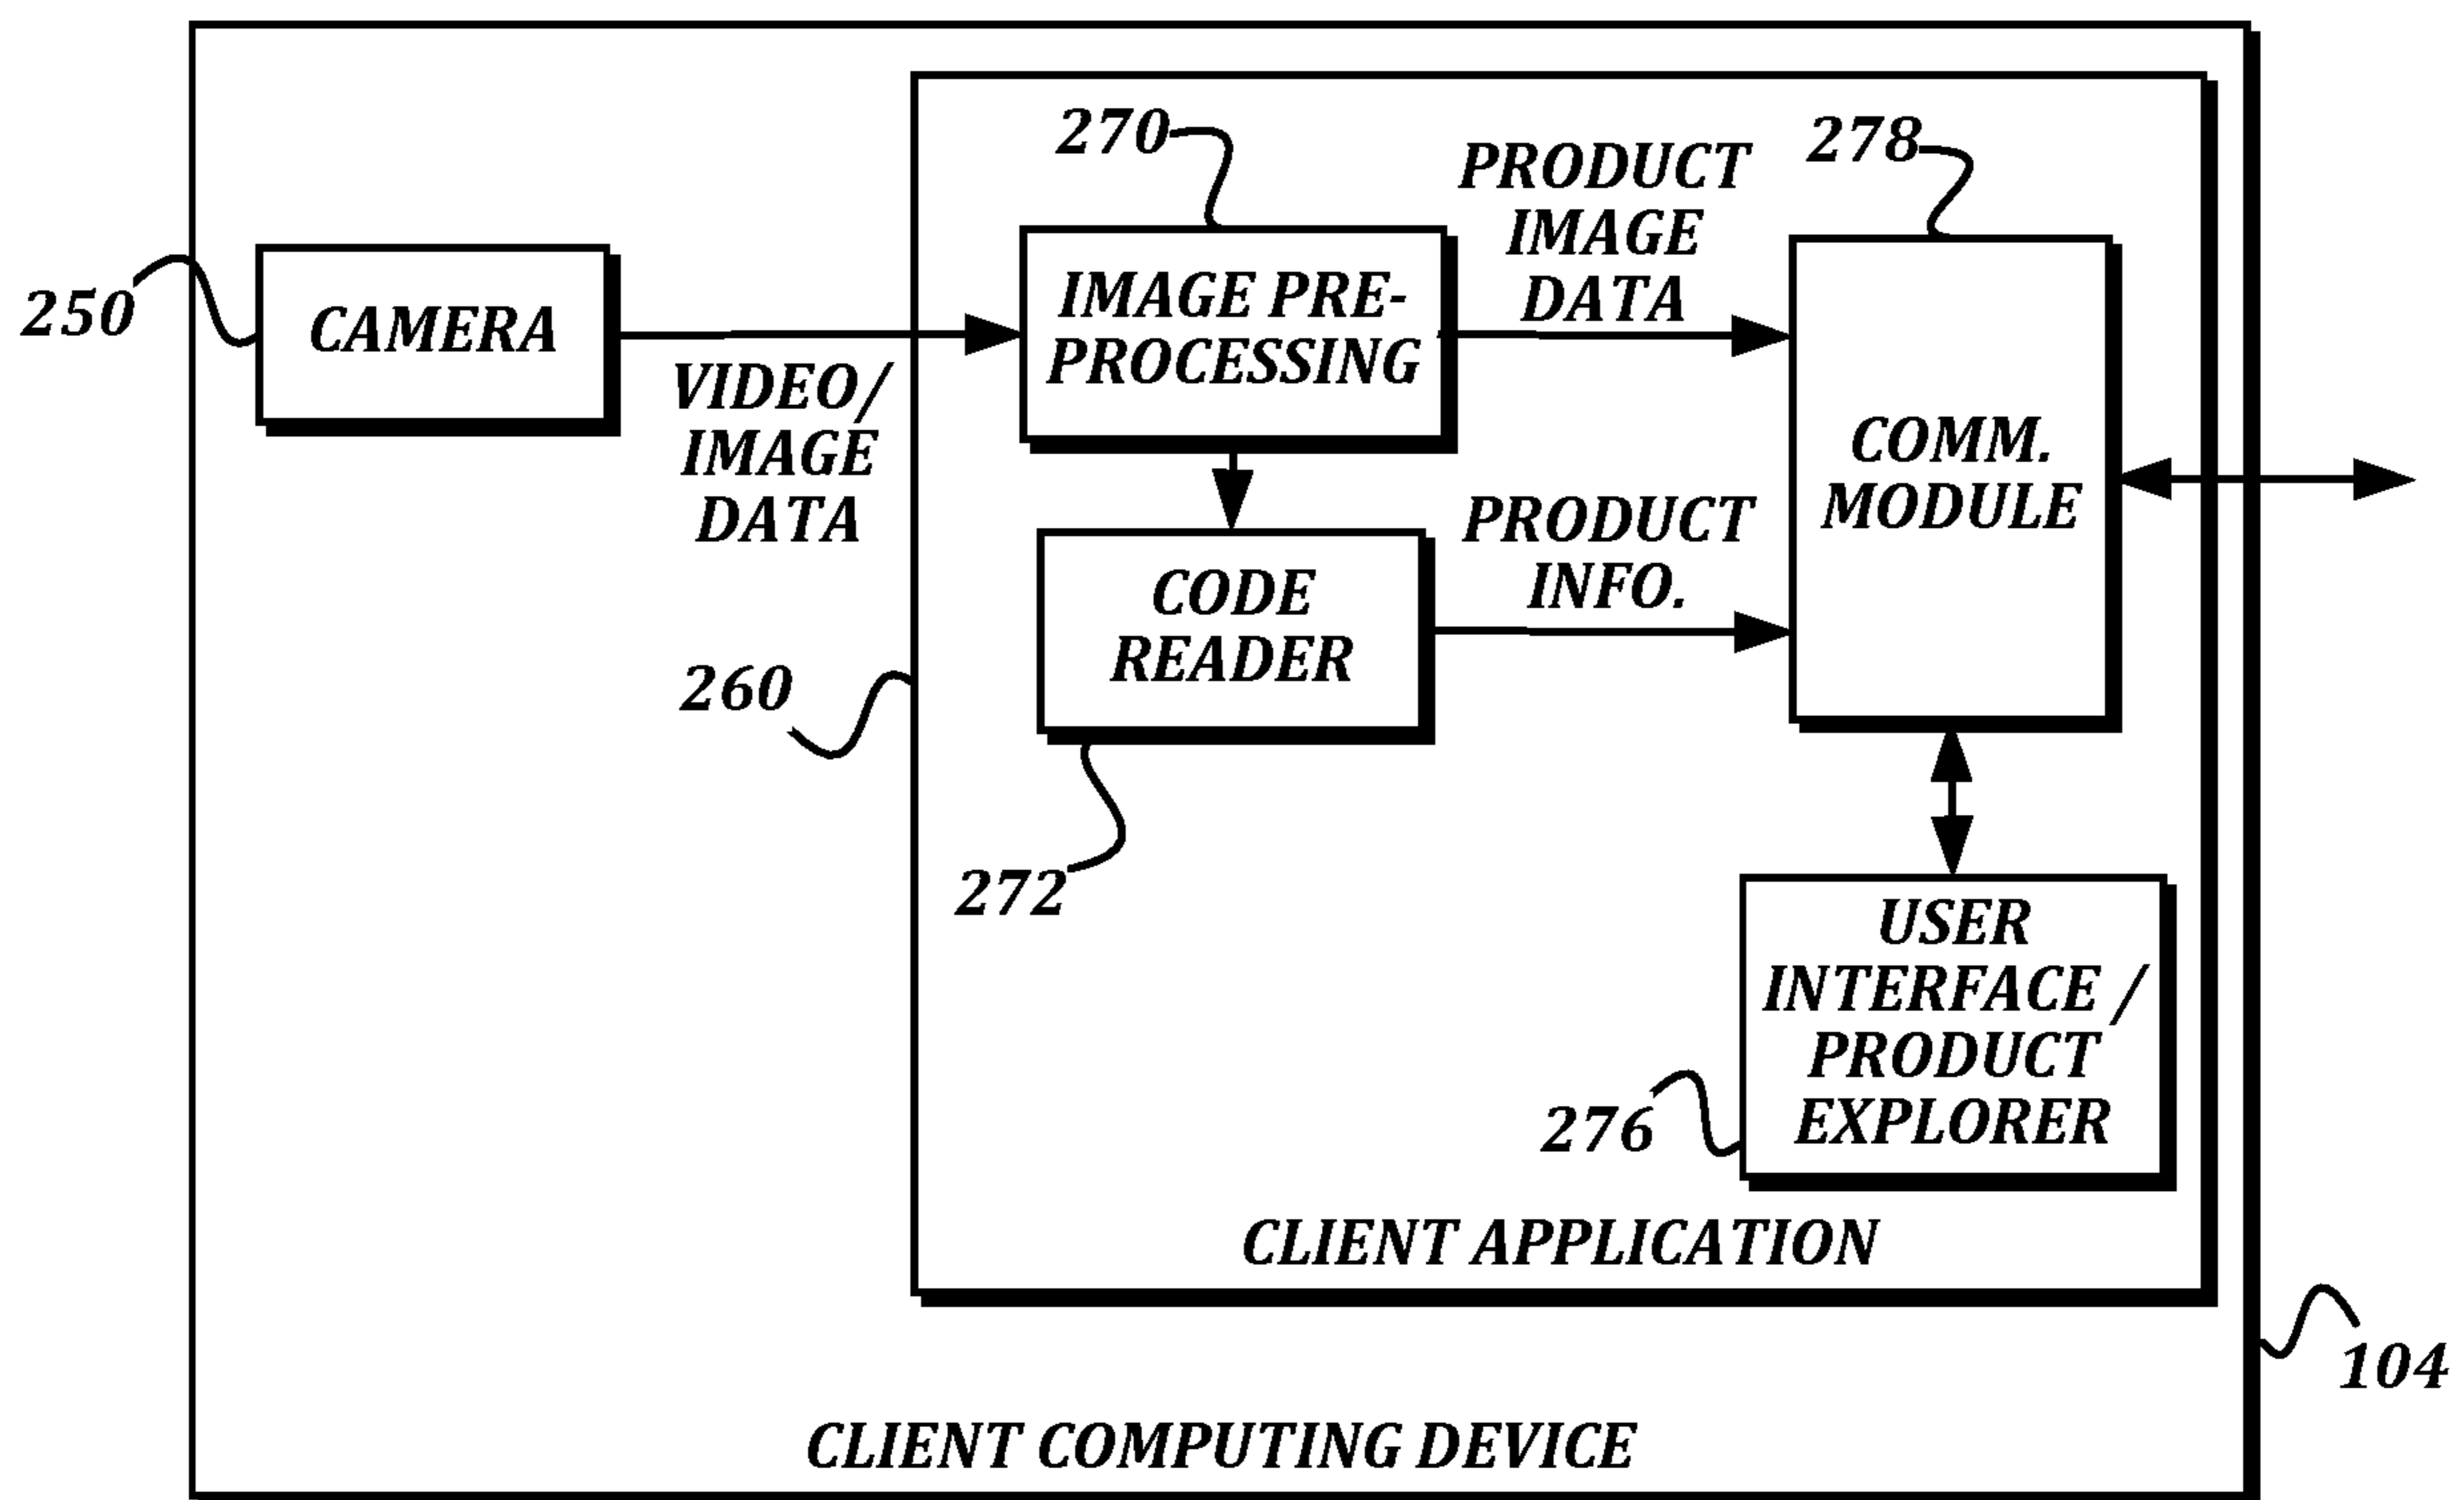 270
278
PRODUCT
IMAGE
DATA
250
CAMERA
IMAGE PRE-
PROCESSING
VIDEO/
IMAGE
DATA
COMM.
MODULE
PRODUCT
INFO.
CODE
READER
260
272
USER
INTERFACE /
PRODUCT
EXPLORER
276
CLIENT APPLICATION
104
CLIENT COMPUTING DEVICE